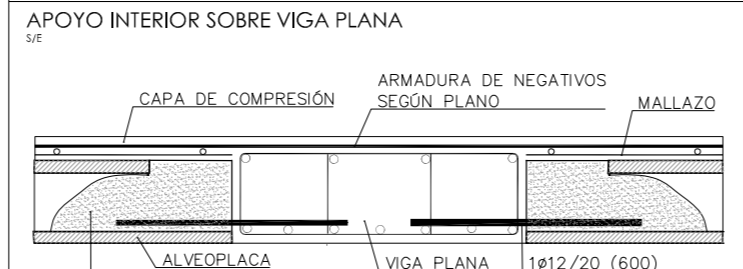 APOYO INTERIOR SOBRE VIGA PLANA
S/E
CAPA DE COMPRESIÓN
ARMADURA DE NEGATIVOS
SEGÚN PLANO
MALLAZO
ALVEOPLACA
VIGA PLANA
1ø12/20 (600)